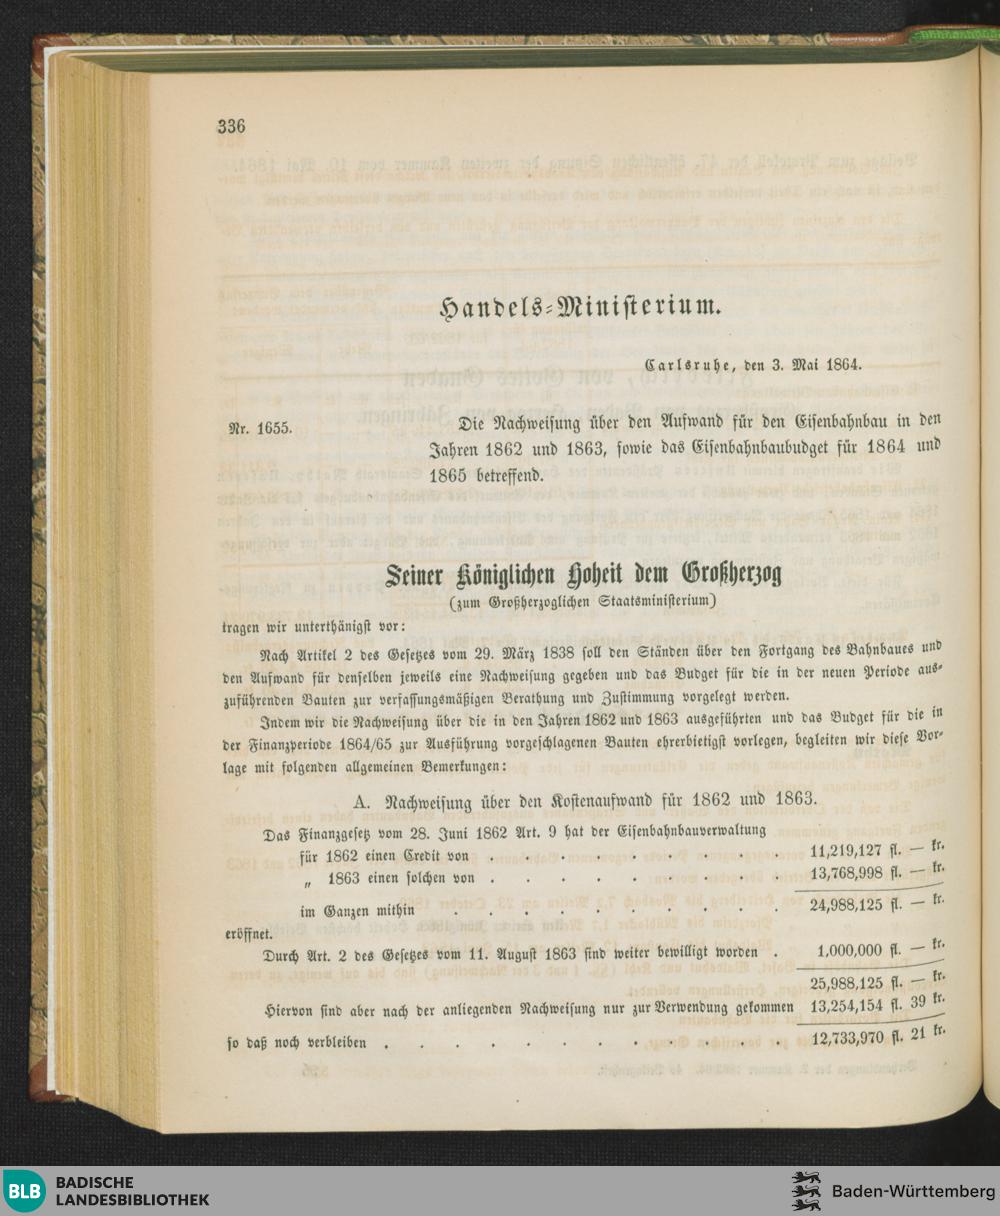 336
Handels-Ministerium.
Carlsruhe, den 3. Mai 1864.
Nr. 1655.
Die Nachweisung über den Aufwand für den Eisenbahnbau in den
Jahren 1862 und 1863, sowie das Eisenbahnbaubudget für 1864 und
1865 betreffend.
Seiner Königlichen Hoheit dem Großherzog
(zum Großherzoglichen Staatsministerium)
tragen wir unterthänigst vor:
Nach Artikel 2 des Gesetzes vom 29. März 1838 soll den Ständen über den Fortgang des Bahnbaues und
den Aufwand für denselben jeweils eine Nachweisung gegeben und das Budget für die in der neuen Periode aus-
zuführenden Bauten zur verfassungsmäßigen Berathung und Zustimmung vorgelegt werden.
Indem wir die Nachweisung über die in den Jahren 1862 und 1863 ausgeführten und das Budget für die in
der Finanzperiode 1864/65 zur Ausführung vorgeschlagenen Bauten ehrerbietigst vorlegen, begleiten wir diese Vor-
lage mit folgenden allgemeinen Bemerkungen:
A. Nachweisung über den Kostenaufwand für 1862 und 1863.
Das Finanzgesetz vom 28. Juni 1862 Art. 9 hat der Eisenbahnbauverwaltung
für 1862 einen Credit von . . . . . . . . . 11,219,127 fl. — kr.
„ 1863 einen solchen von . . . . . . . . . 13,768,998 fl. — kr.
im Ganzen mithin . . . . . . . . . . 24,988,125 fl. — kr.
eröffnet.
Durch Art. 2 des Gesetzes vom 11. August 1863 sind weiter bewilligt worden . 1,000,000 fl. — kr.
25,988,125 fl. — kr.
Hiervon sind aber nach der anliegenden Nachweisung nur zur Verwendung gekommen 13,254,154 fl. 39 kr.
so daß noch verbleiben . . . . . . . . . . . . 12,733,970 fl. 21 kr.
BLB BADISCHE
LANDESBIBLIOTHEK
Baden-Württemberg